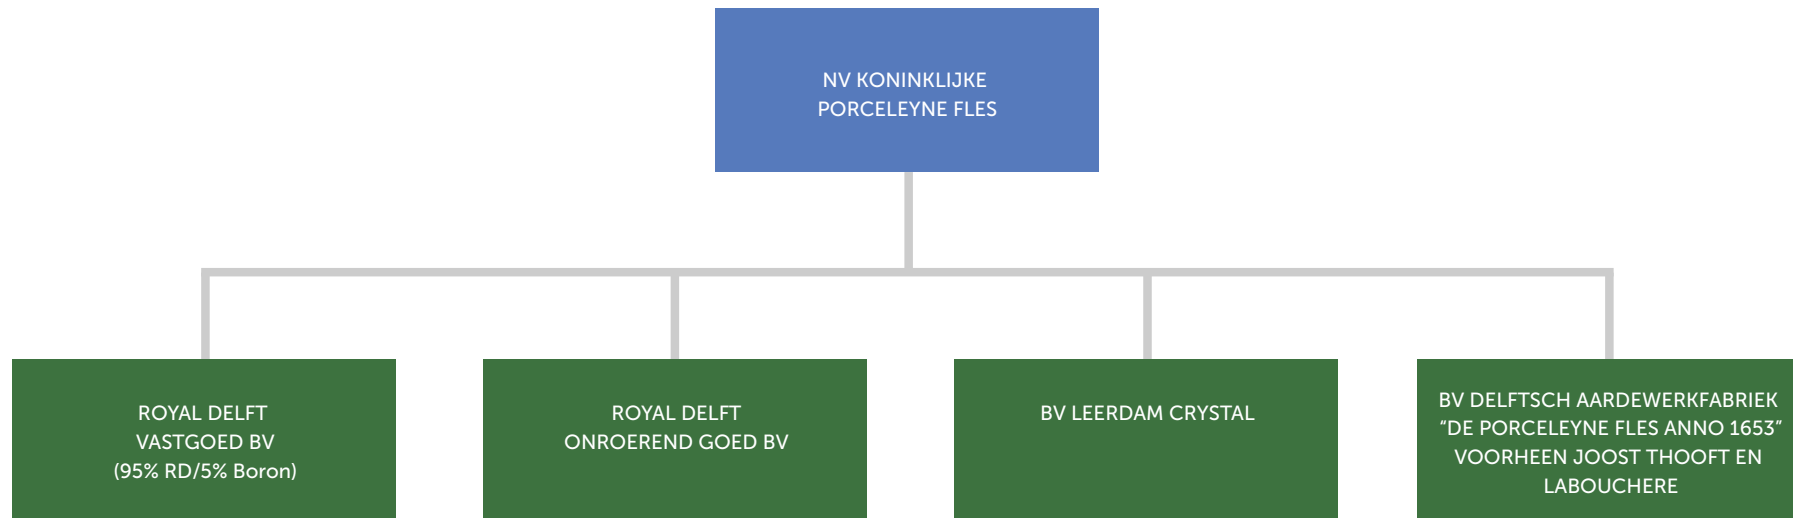 NV KONINKLIJKE
PORCELEYNE FLES
ROYAL DELFT
VASTGOED BV
(95% RD/5% Boron)
ROYAL DELFT
ONROEREND GOED BV
BV LEERDAM CRYSTAL
BV DELFTSCH AARDEWERKFABRIEK
“DE PORCELEYNE FLES ANNO 1653”
VOORHEEN JOOST THOOFT EN
LABOUCHERE